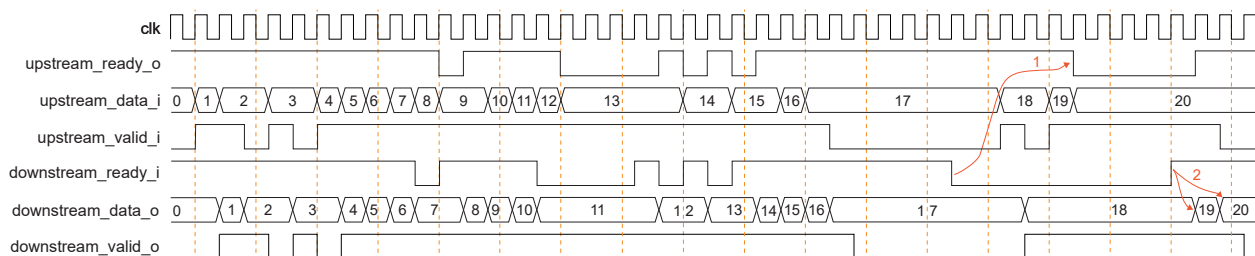 clk
upstream_ready_o 1
upstream_data_i 0 1 2 3 4 5 6 7 8 9 10 11 12 13 14 15 16 17 18 19 20
upstream_valid_i
downstream_ready_i 2
downstream_data_o 0 1 2 3 4 5 6 7 8 9 10 11 12 13 14 15 16 17 18 19 20
downstream_valid_o